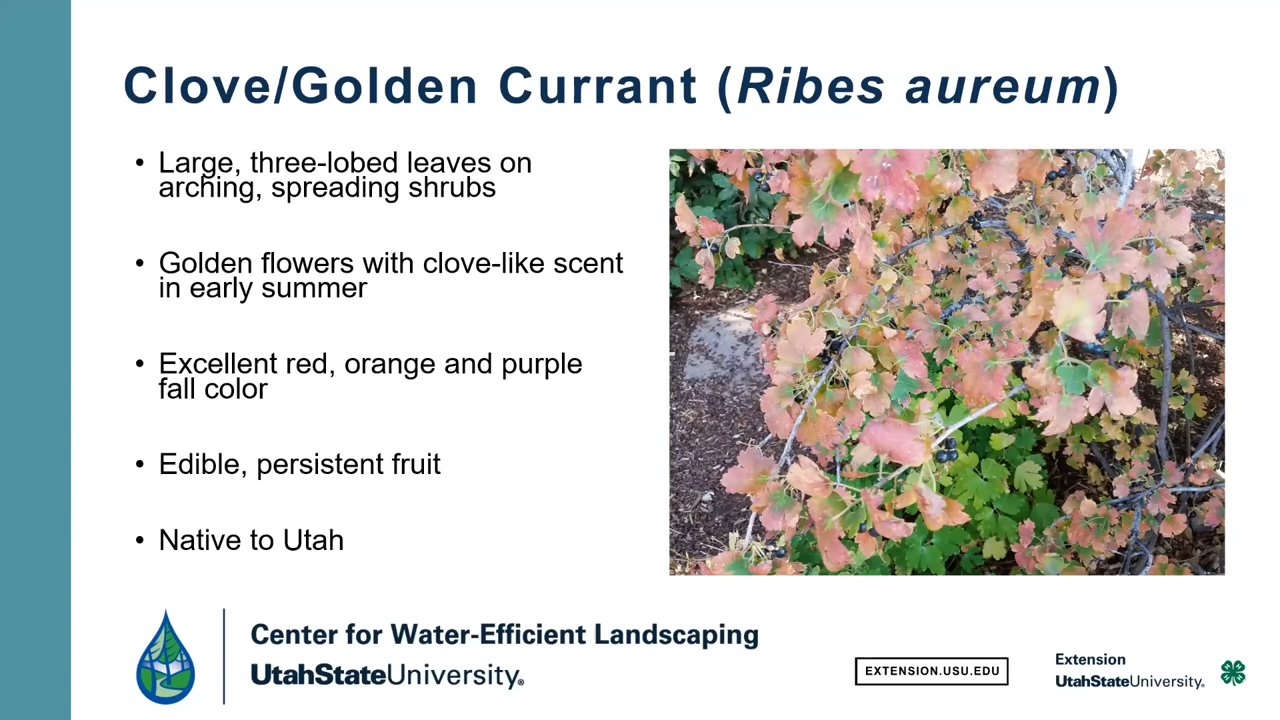 Clove/Golden Currant (Ribes aureum)
• Large, three-lobed leaves on
arching, spreading shrubs
• Golden flowers with clove-like scent
in early summer
• Excellent red, orange and purple
fall color
• Edible, persistent fruit
• Native to Utah
Center for Water-Efficient Landscaping
UtahStateUniversity®
EXTENSION.USU.EDU
Extension
UtahStateUniversity®